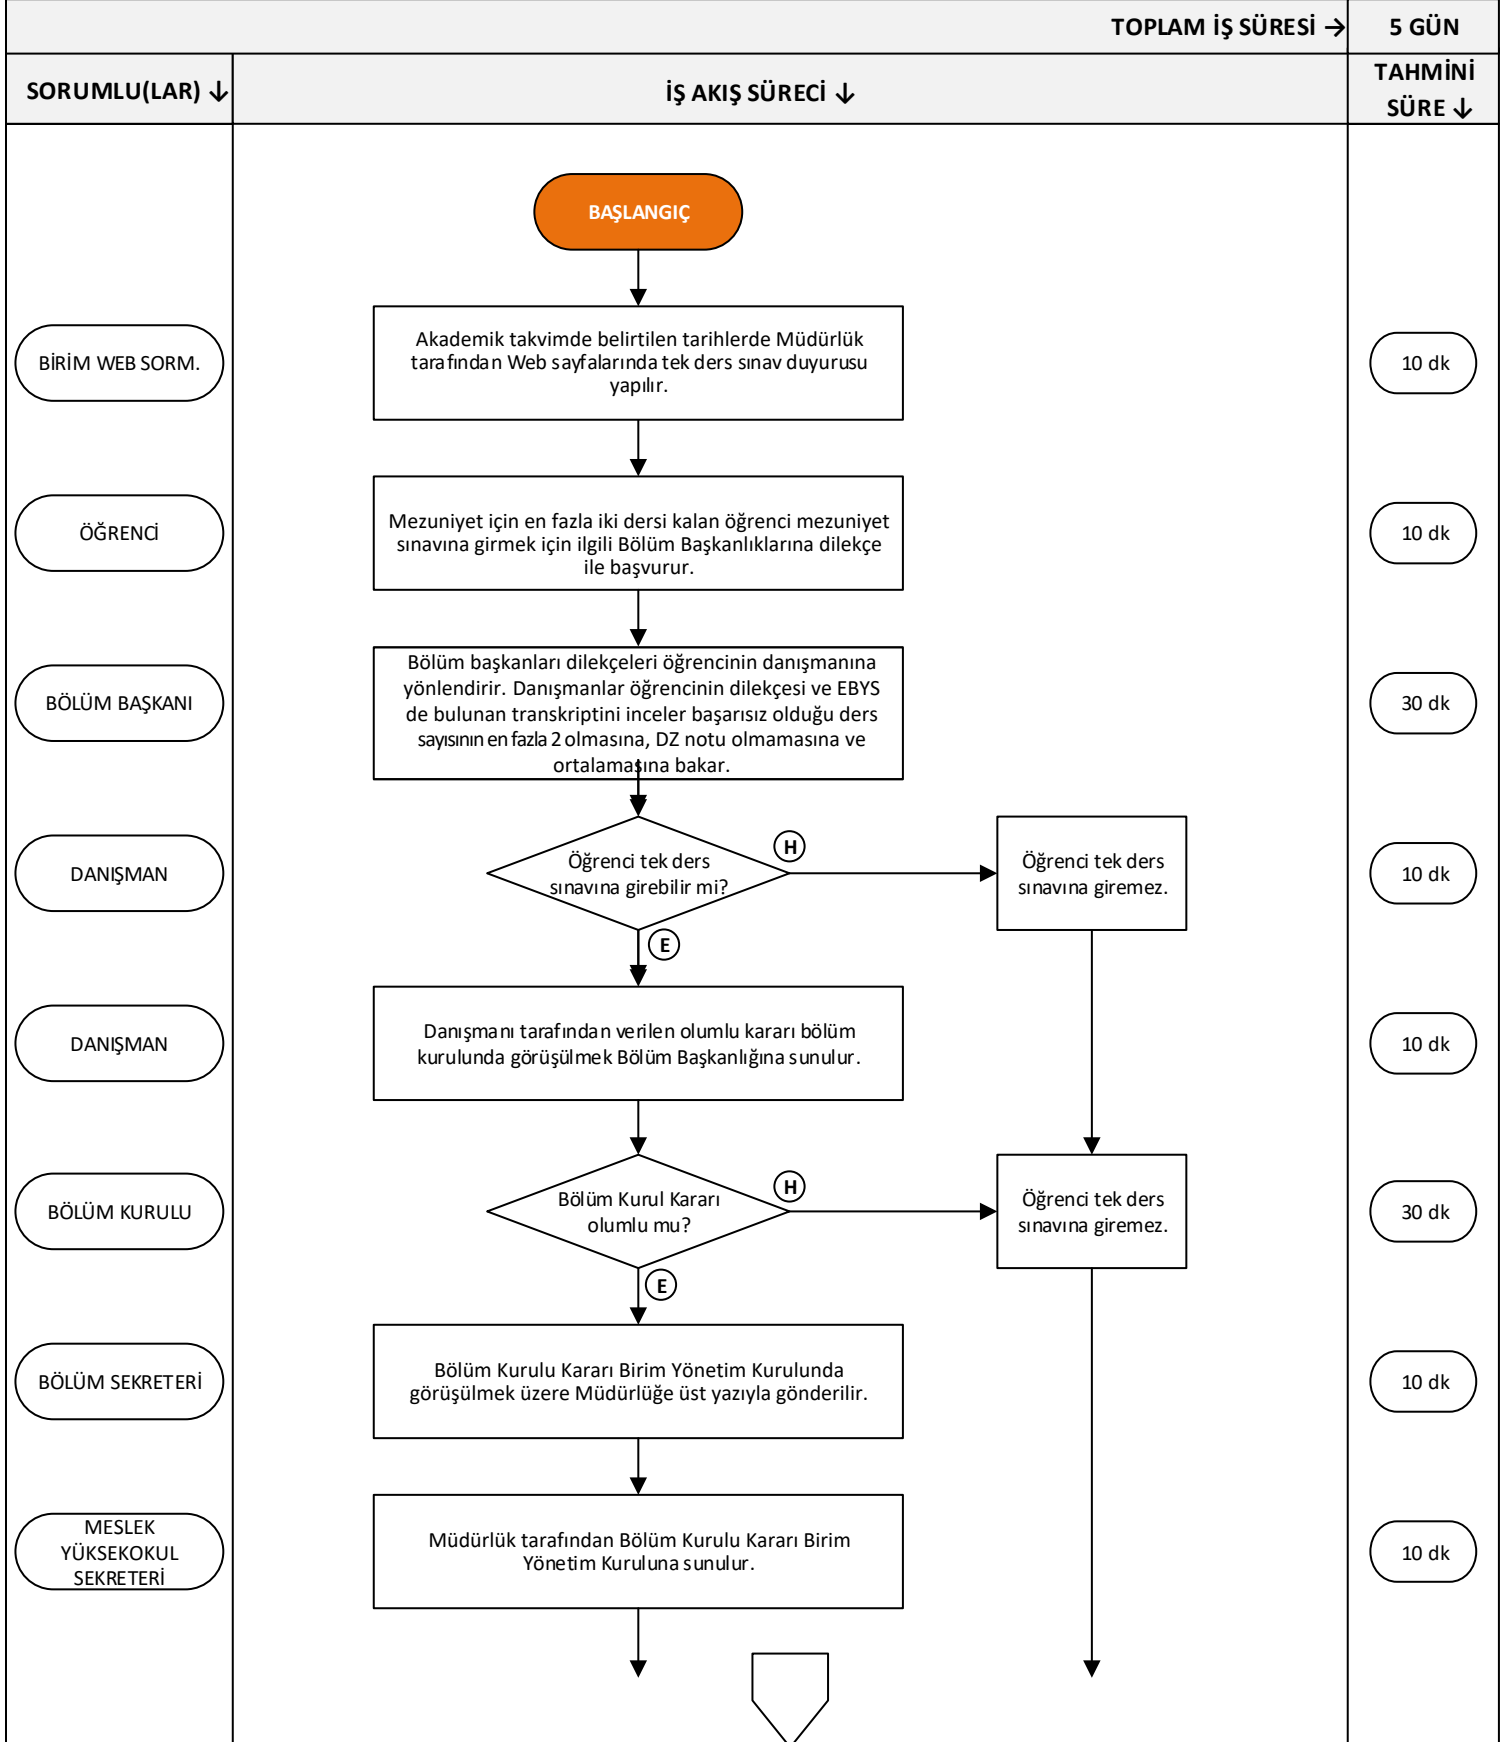 TOPLAM İŞ SÜRESİ → 5 GÜN
SORUMLU(LAR) ↓
İŞ AKIŞ SÜRECİ ↓
TAHMİNİ
SÜRE ↓
BAŞLANGIÇ
BİRİM WEB SORM.
Akademik takvimde belirtilen tarihlerde Müdürlük
tarafından Web sayfalarında tek ders sınav duyurusu
yapılır.
10 dk
ÖĞRENCİ
Mezuniyet için en fazla iki dersi kalan öğrenci mezuniyet
sınavına girmek için ilgili Bölüm Başkanlıklarına dilekçe
ile başvurur.
10 dk
BÖLÜM BAŞKANI
Bölüm başkanları dilekçeleri öğrencinin danışmanına
yönlendirir. Danışmanlar öğrencinin dilekçesi ve EBYS
de bulunan transkriptini inceler başarısız olduğu ders
sayısının en fazla 2 olmasına, DZ notu olmamasına ve
ortalamasına bakar.
30 dk
DANIŞMAN
Öğrenci tek ders
sınavına girebilir mi?
H
Öğrenci tek ders
sınavına giremez.
10 dk
E
DANIŞMAN
Danışmanı tarafından verilen olumlu kararı bölüm
kurulunda görüşülmek Bölüm Başkanlığına sunulur.
10 dk
BÖLÜM KURULU
Bölüm Kurul Kararı
olumlu mu?
H
Öğrenci tek ders
sınavına giremez.
30 dk
E
BÖLÜM SEKRETERİ
Bölüm Kurulu Kararı Birim Yönetim Kurulunda
görüşülmek üzere Müdürlüğe üst yazıyla gönderilir.
10 dk
MESLEK
YÜKSEKOKUL
SEKRETERİ
Müdürlük tarafından Bölüm Kurulu Kararı Birim
Yönetim Kuruluna sunulur.
10 dk